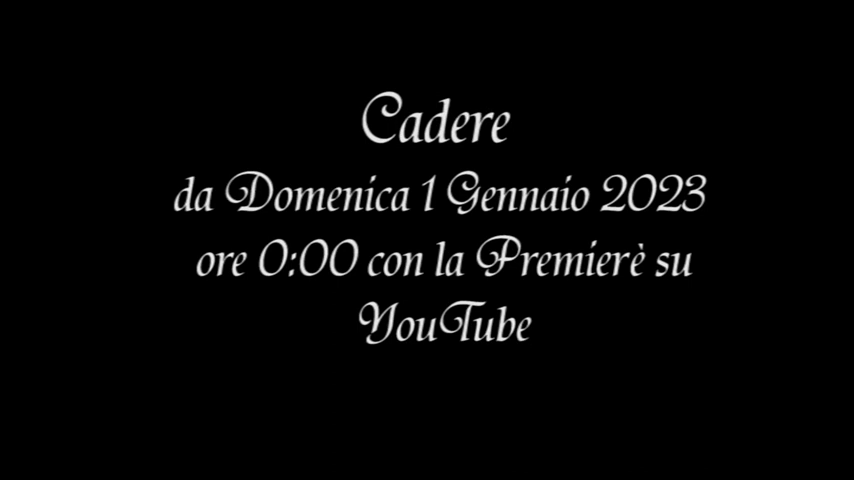 Cadere
da Domenica 1 Gennaio 2023
ore 0:00 con la Premierè su
YouTube